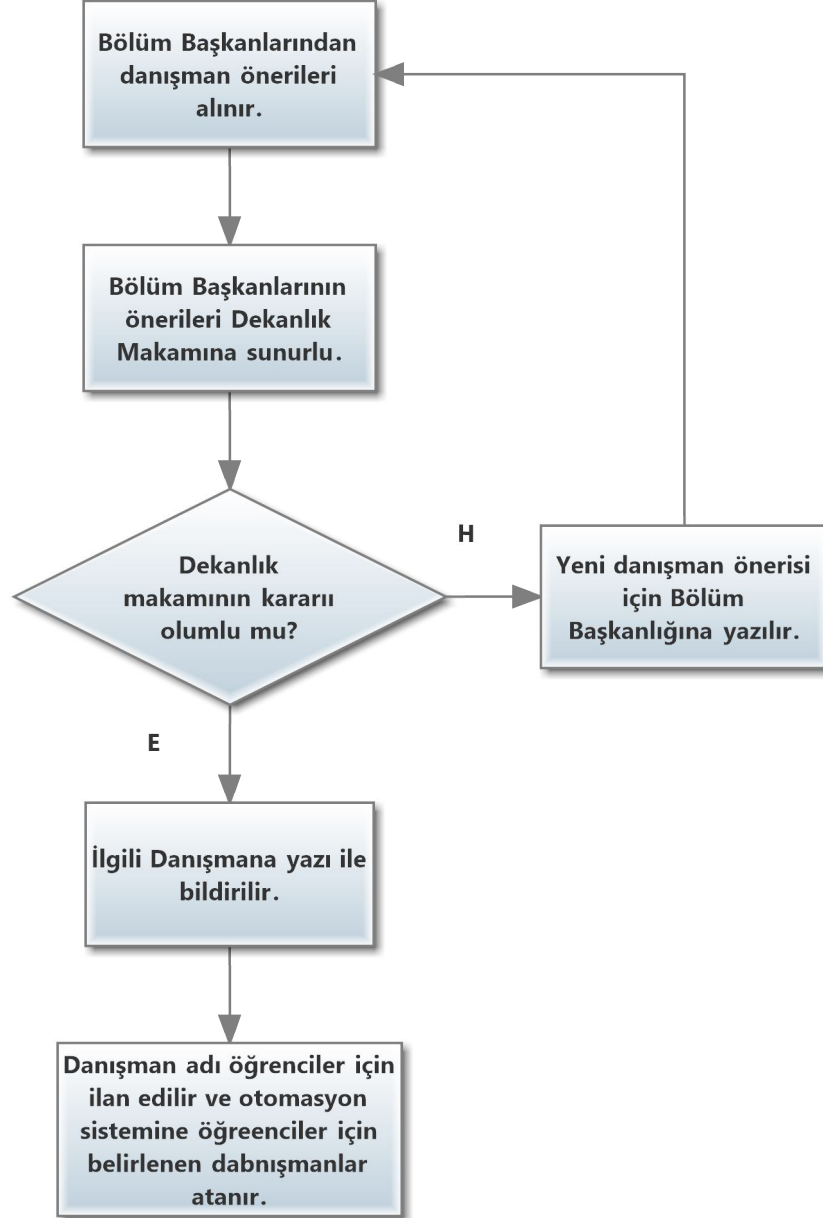 Bölüm Başkanlarından
danışman önerileri
alınır.
Bölüm Başkanlarının
önerileri Dekanlık
Makamına sunurlu.
Dekanlık
makamının kararıı
olumlu mu?
H
Yeni danışman önerisi
için Bölüm
Başkanlığına yazılır.
E
İlgili Danışmana yazı ile
bildirilir.
Danışman adı öğrenciler için
ilan edilir ve otomasyon
sistemine öğreenciler için
belirlenen dabnışmanlar
atanır.